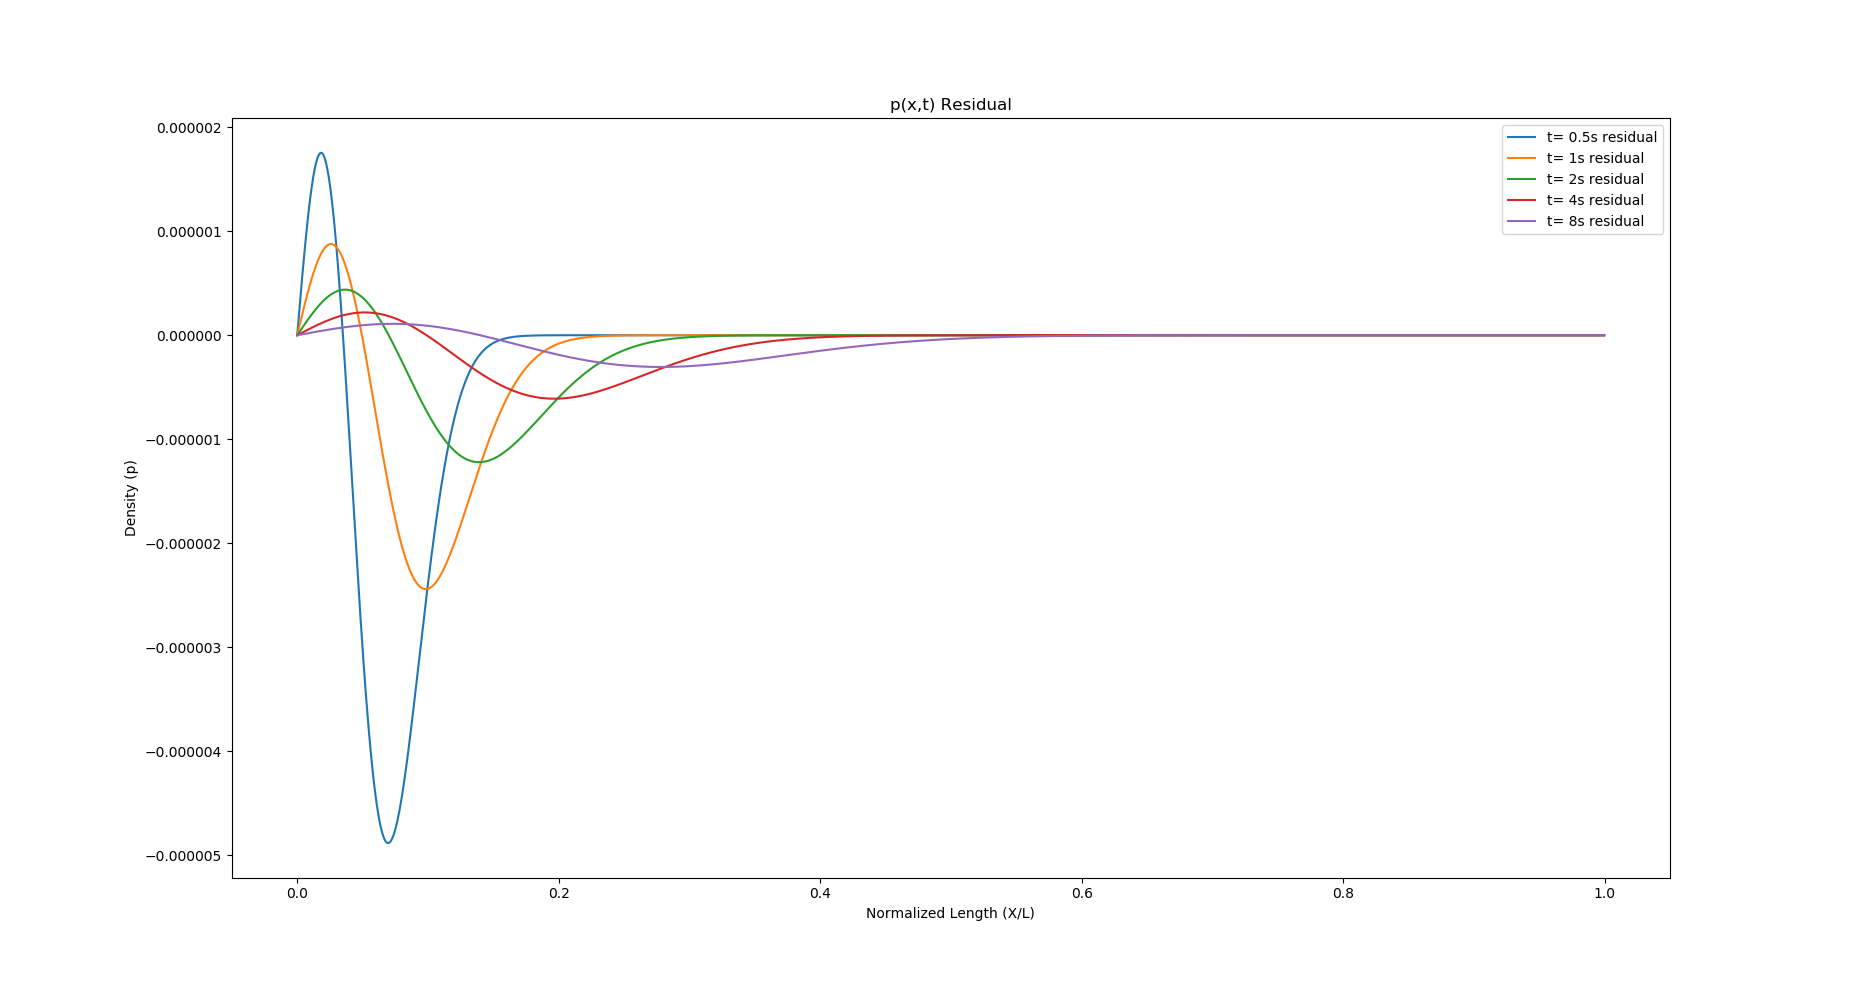 p(x,t) Residual
0.000002
0.000001
0.000000
−0.000001
−0.000002
−0.000003
−0.000004
−0.000005
Density (p)
t= 0.5s residual
t= 1s residual
t= 2s residual
t= 4s residual
t= 8s residual
0.0 0.2 0.4 0.6 0.8 1.0
Normalized Length (X/L)